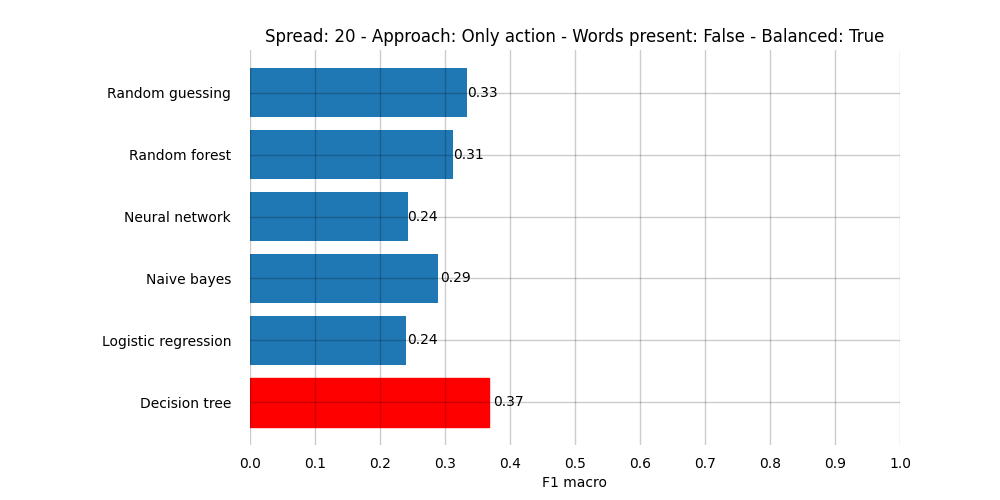 Spread: 20 - Approach: Only action - Words present: False - Balanced: True
Random guessing 0.33
Random forest 0.31
Neural network 0.24
Naive bayes 0.29
Logistic regression 0.24
Decision tree 0.37
0.0 0.1 0.2 0.3 0.4 0.5 0.6 0.7 0.8 0.9 1.0
F1 macro